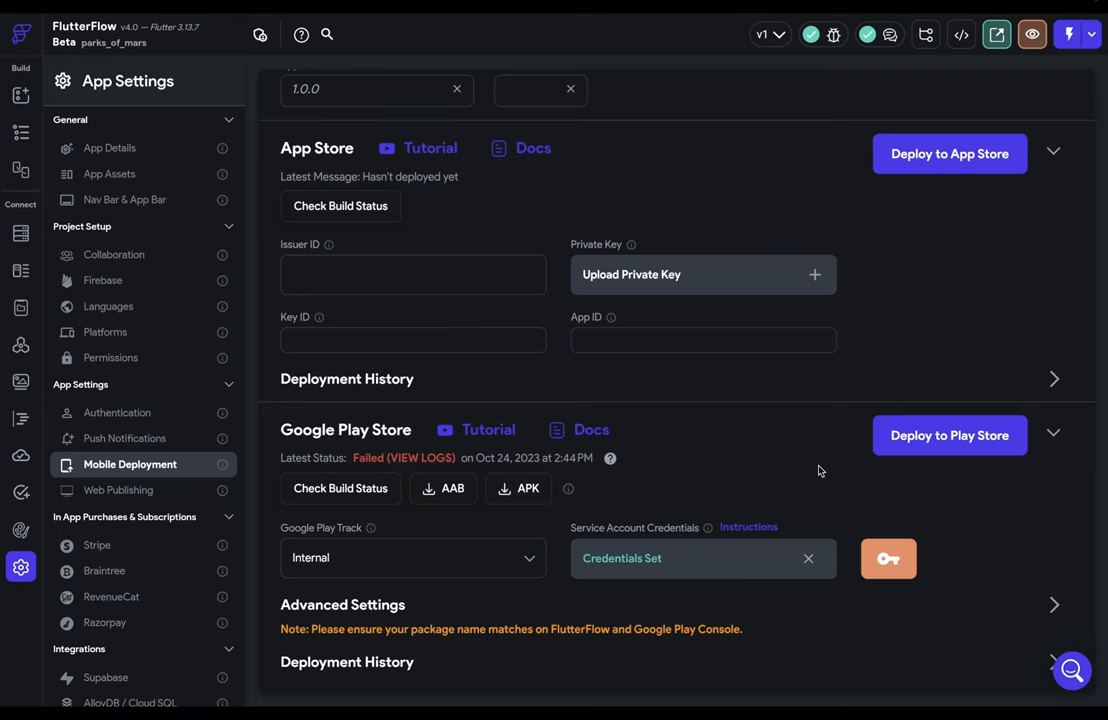 FlutterFlow v4.0 — Flutter 3.13.7
Beta parks_of_mars
v1
Build
Connect
App Settings
General
App Details
App Assets
Nav Bar & App Bar
Project Setup
Collaboration
Firebase
Languages
Platforms
Permissions
App Settings
Authentication
Push Notifications
Mobile Deployment
Web Publishing
In App Purchases & Subscriptions
Stripe
Braintree
RevenueCat
Razorpay
Integrations
Supabase
AlloyDB / Cloud SQL
1.0.0
App Store Tutorial Docs
Deploy to App Store
Latest Message: Hasn't deployed yet
Check Build Status
Issuer ID
Private Key
Upload Private Key
Key ID
App ID
Deployment History
Google Play Store Tutorial Docs
Deploy to Play Store
Latest Status: Failed (VIEW LOGS) on Oct 24, 2023 at 2:44PM
Check Build Status AAB APK
Google Play Track
Service Account Credentials Instructions
Internal
Credentials Set
Advanced Settings
Note: Please ensure your package name matches on FlutterFlow and Google Play Console.
Deployment History